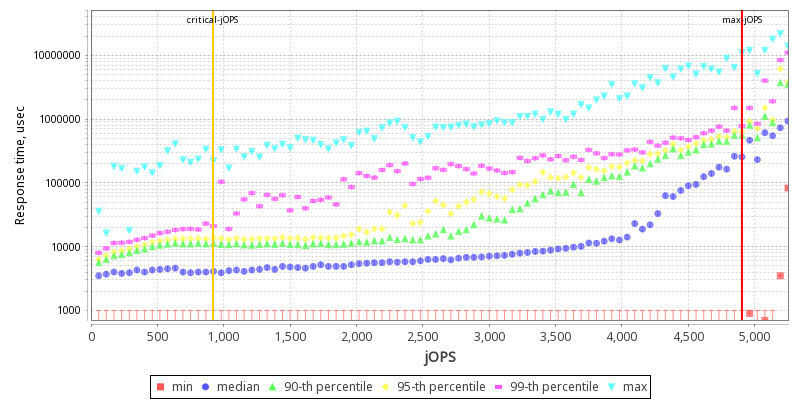 critical-jOPS
max-jOPS
Response time, usec
10000000
1000000
100000
10000
1000
0
500
1,000
1,500
2,000
2,500
3,000
3,500
4,000
4,500
5,000
jOPS
min
median
90-th percentile
95-th percentile
99-th percentile
max